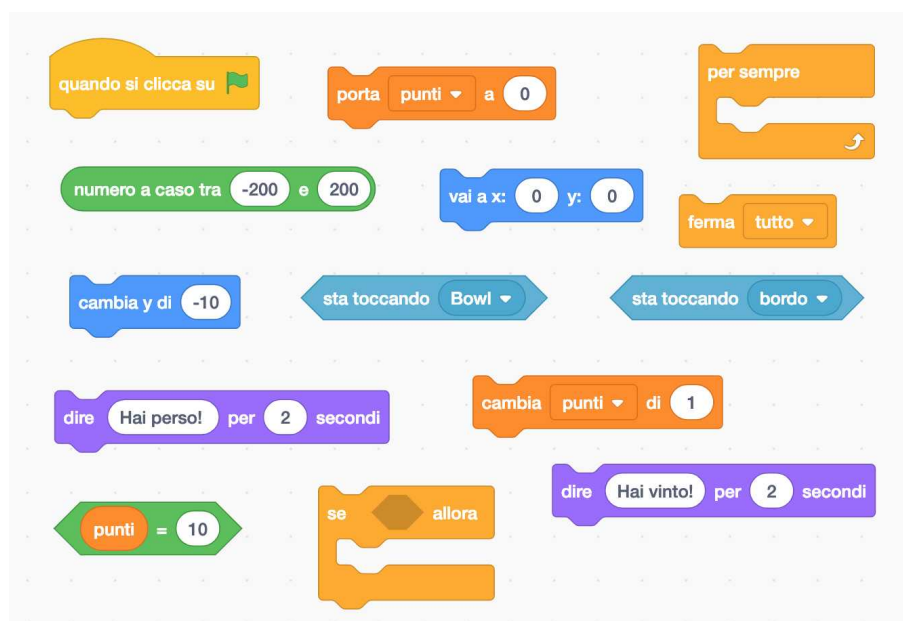 quando si clicca su
porta punti a 0
per sempre
numero a caso tra -200 e 200
vai a x: 0 y: 0
ferma tutto
cambia y di -10
sta toccando Bowl
sta toccando bordo
dire Hai perso! per 2 secondi
cambia punti di 1
dire Hai vinto! per 2 secondi
punti = 10
se allora